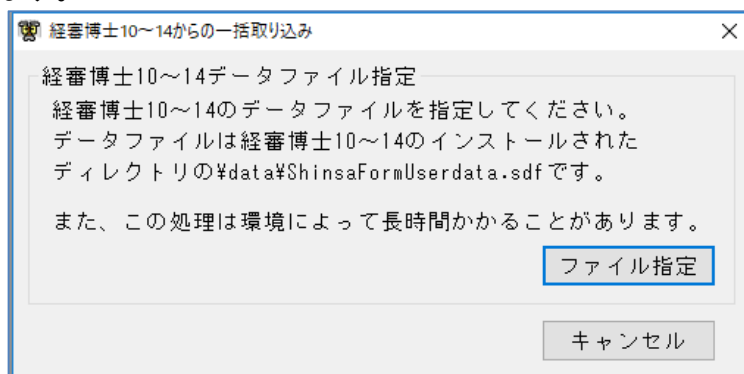 経審博士10～14からの一括取り込み
経審博士10～14データファイル指定
経審博士10～14のデータファイルを指定してください。
データファイルは経審博士10～14のインストールされた
ディレクトリの¥data¥ShinsaFormUserdata.sdfです。
また、この処理は環境によって長時間かかることがあります。
ファイル指定
キャンセル